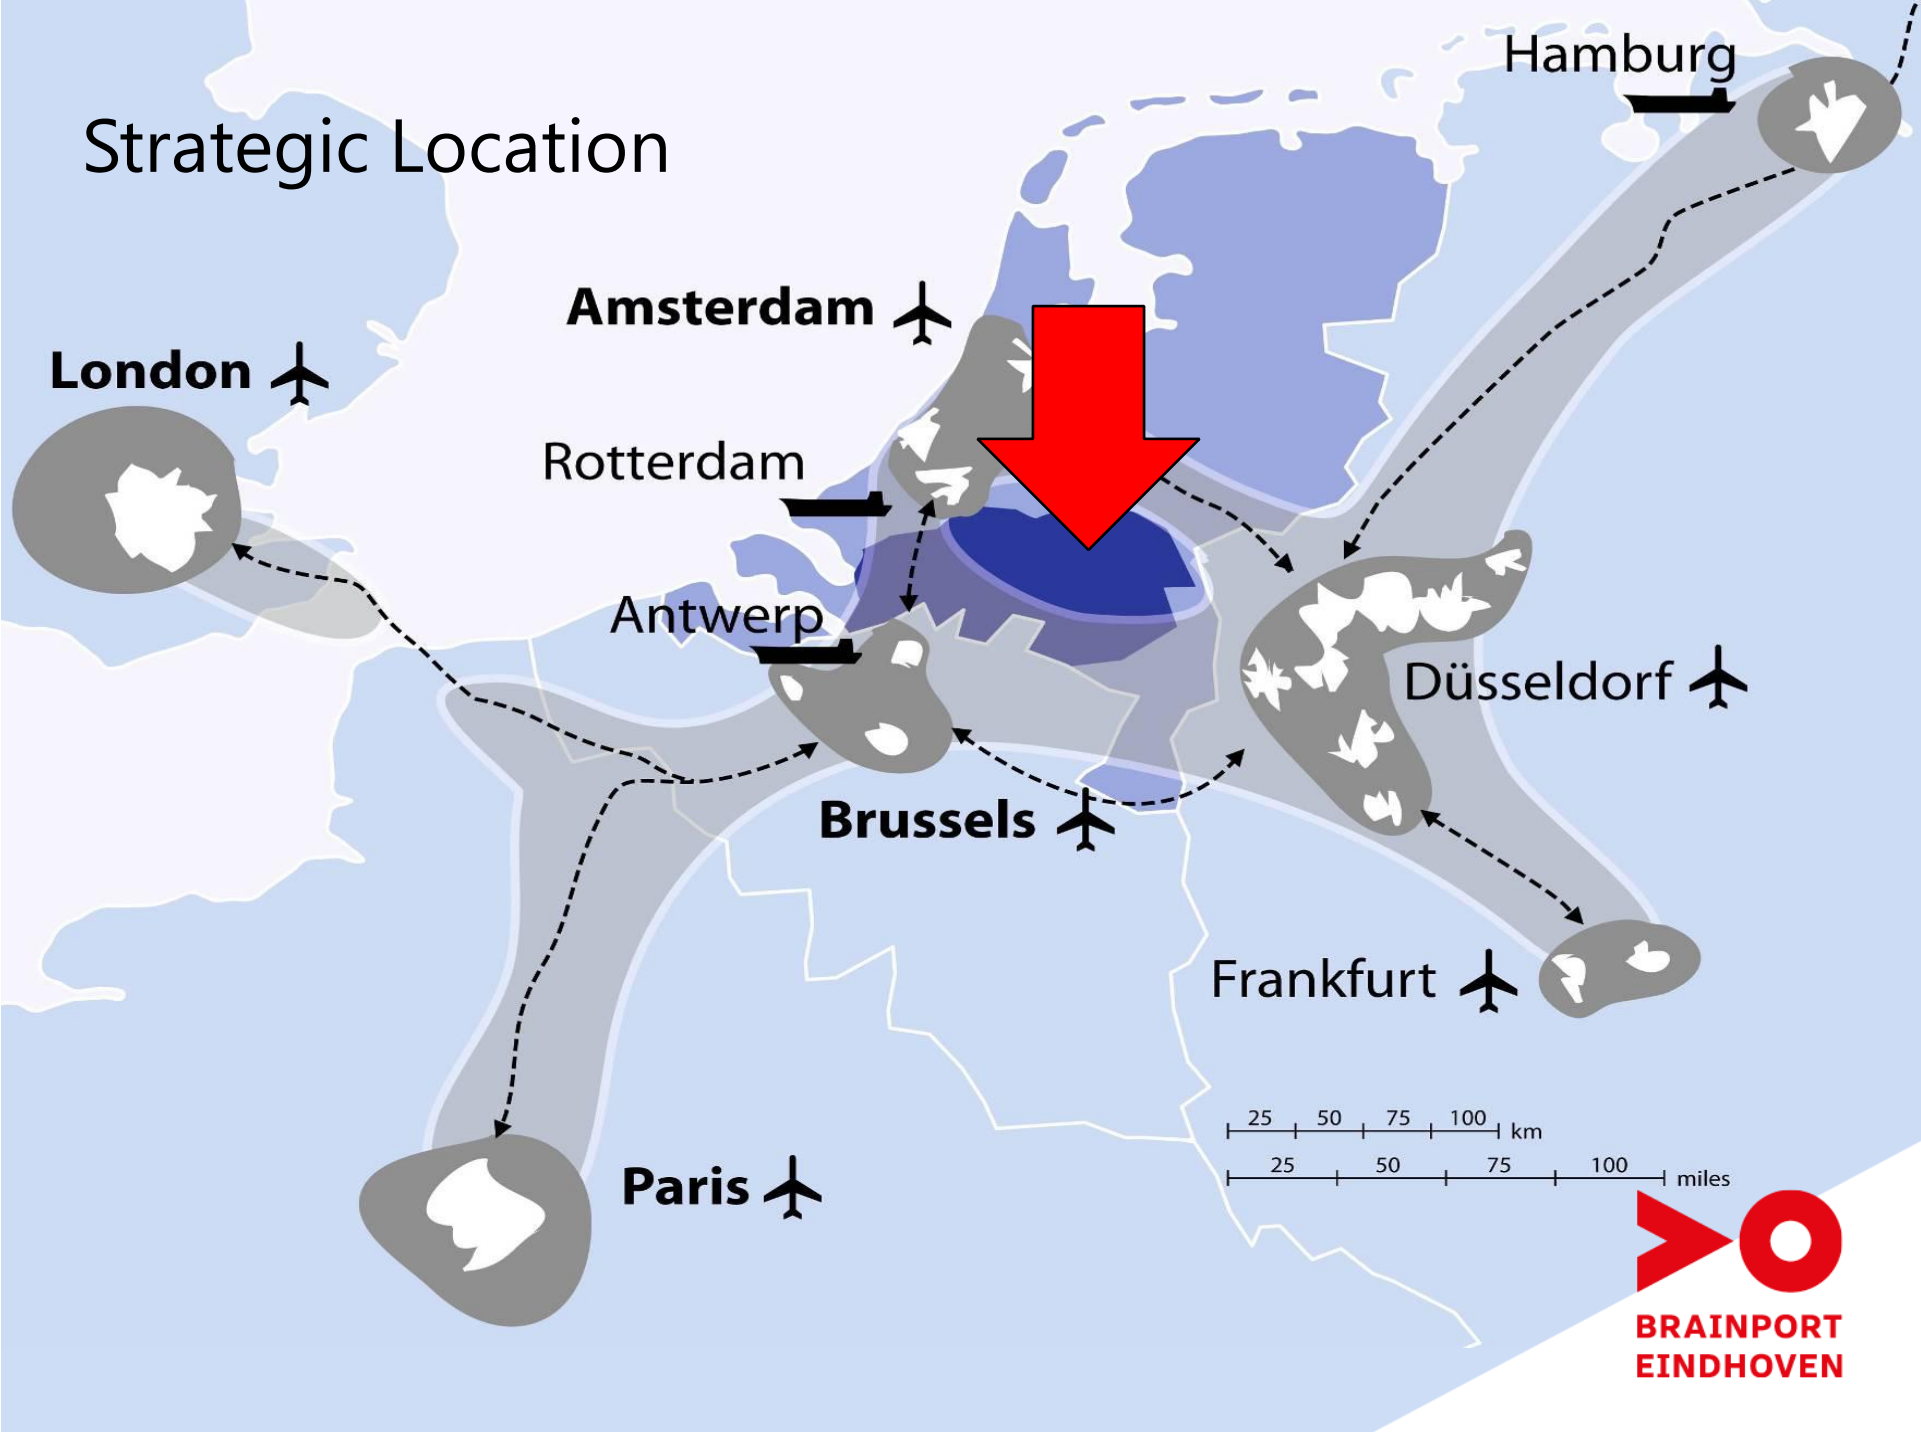 Hamburg
Strategic Location
Amsterdam
London
Rotterdam
Antwerp
Düsseldorf
Brussels
Frankfurt
25 50 75 100 km
25 50 75 100 miles
Paris
BRAINPORT
EINDHOVEN